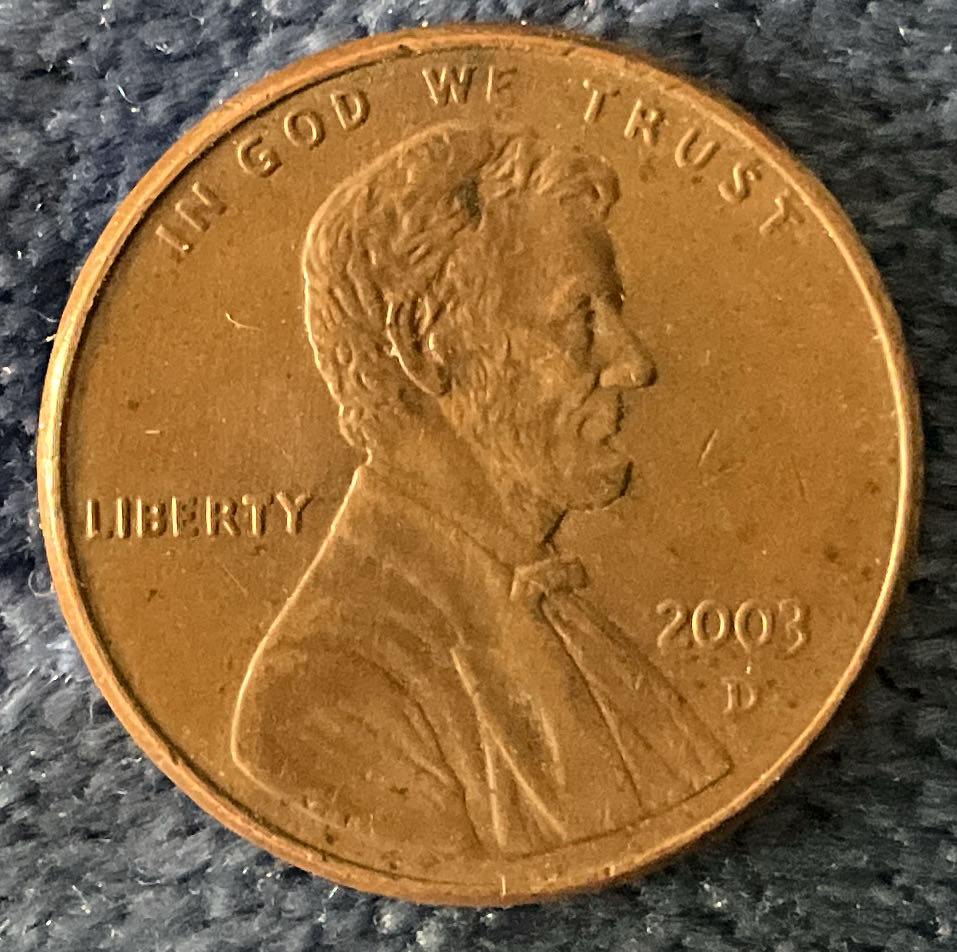 IN GOD WE TRUST
LIBERTY
2003
D